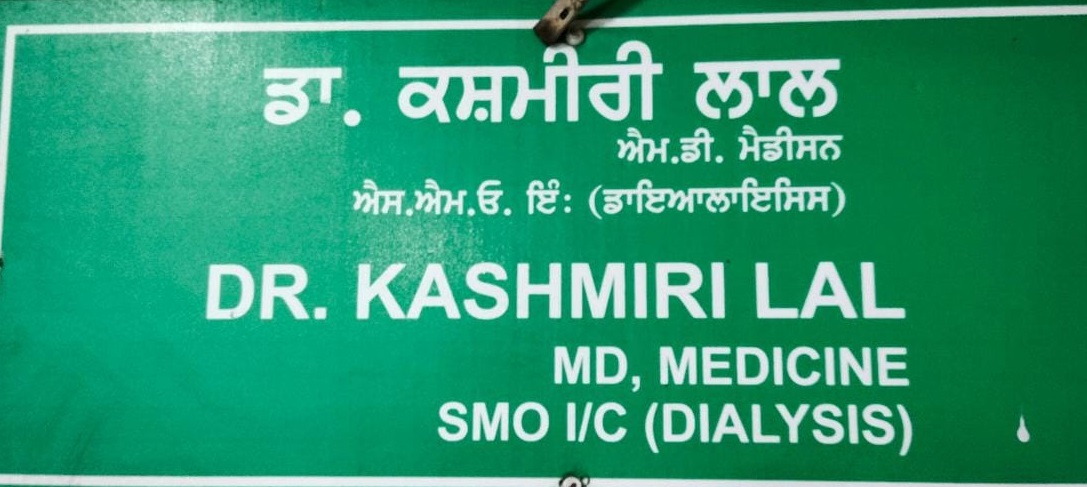 ਡਾ. ਕਸ਼ਮੀਰੀ ਲਾਲ
ਐਮ.ਡੀ. ਮੈਡੀਸਨ
ਐਸ.ਐਮ.ਓ. ਇੰ: (ਡਾਇਆਲਾਇਸਿਸ)
DR. KASHMIRI LAL
MD, MEDICINE
SMO I/C (DIALYSIS)